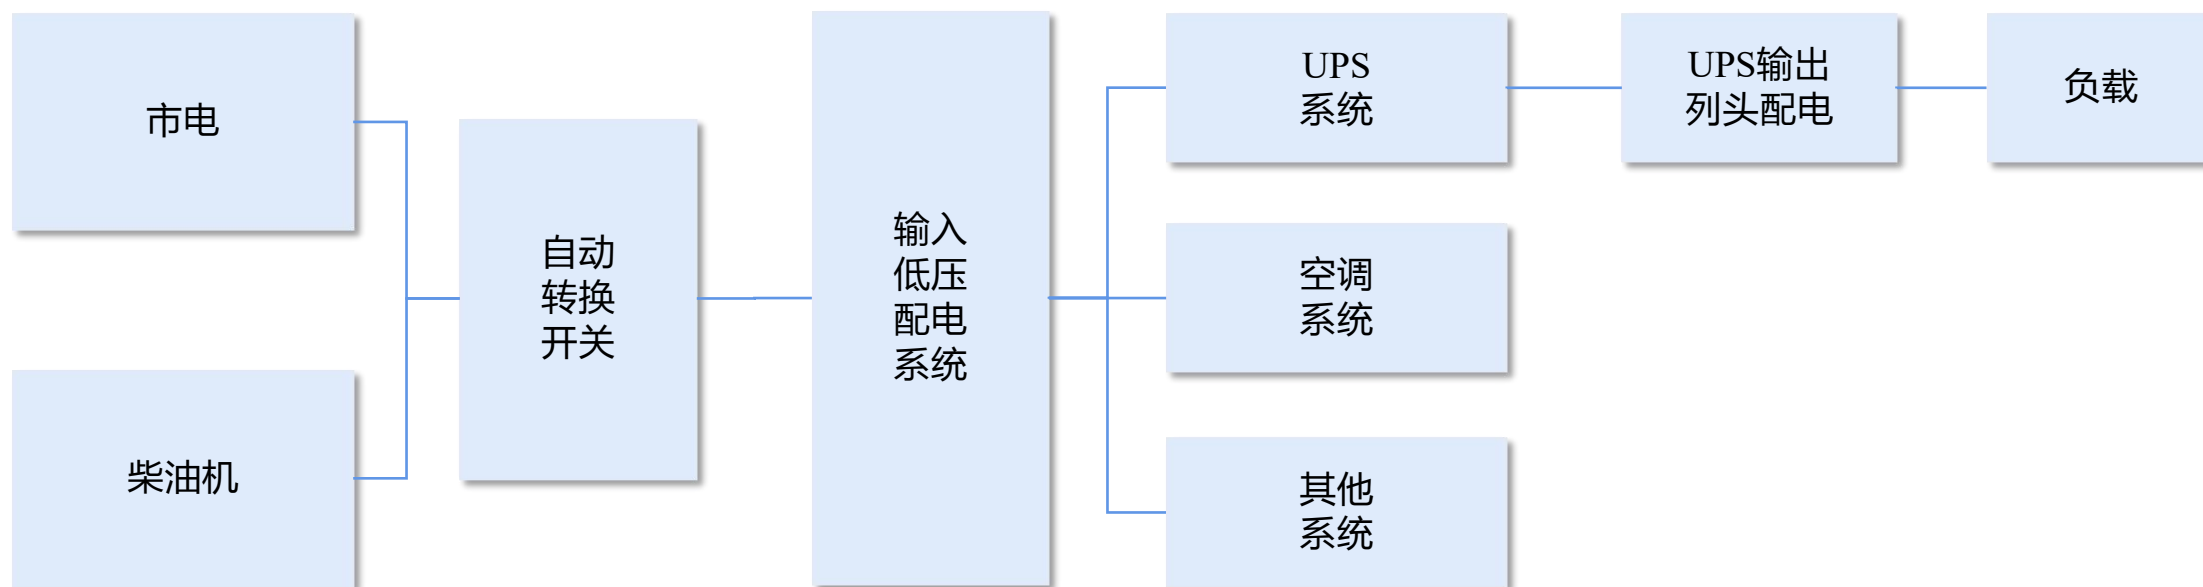 市电
柴油机
自动
转换
开关
输入
低压
配电
系统
UPS
系统
空调
系统
其他
系统
UPS输出
列头配电
负载